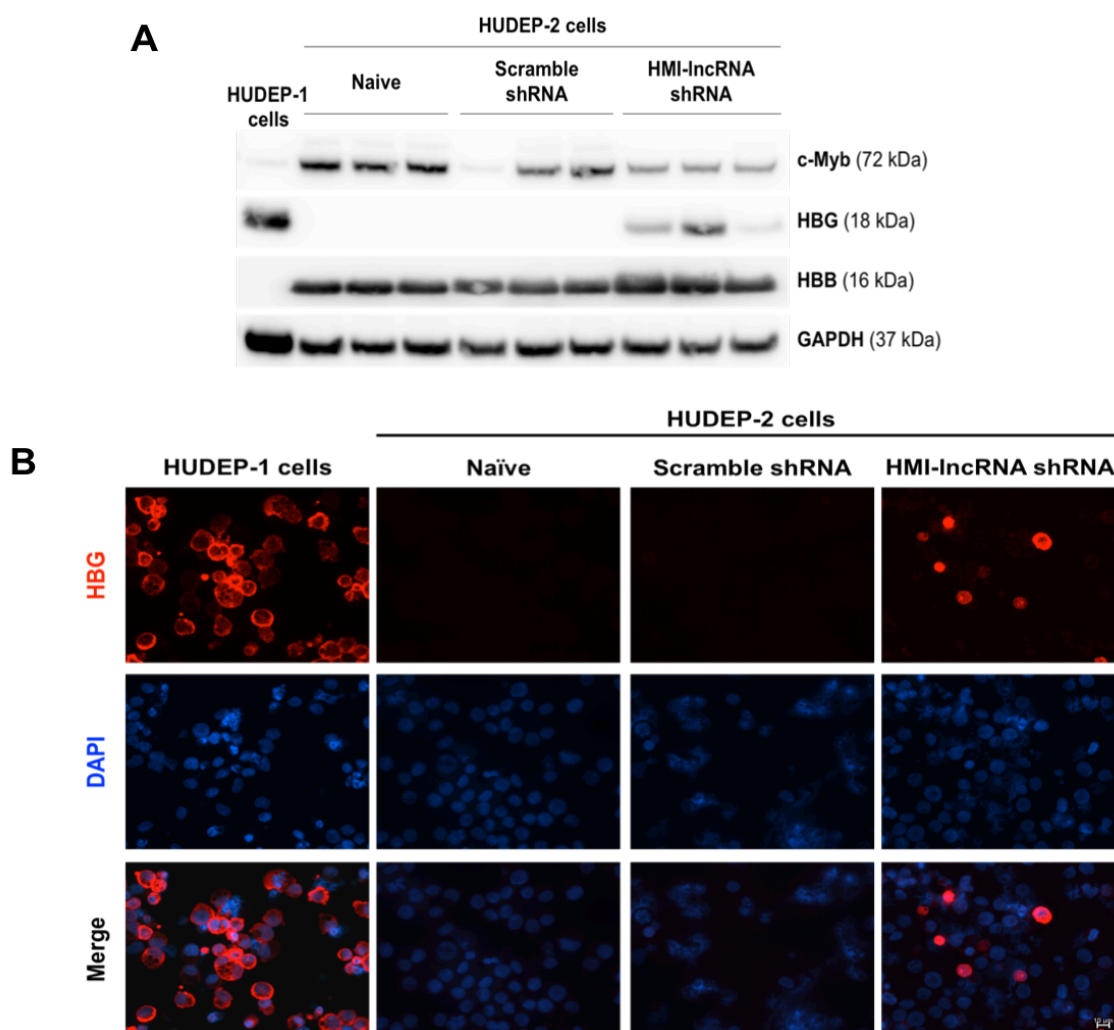 A
HUDEP-2 cells
HUDEP-1
cells
Naive
Scramble
shRNA
HMI-lncRNA
shRNA
c-Myb (72 kDa)
HBG (18 kDa)
HBB (16 kDa)
GAPDH (37 kDa)
HUDEP-2 cells
B
HUDEP-1 cells
Naïve
Scramble shRNA
HMI-lncRNA shRNA
HBG
DAPI
Merge